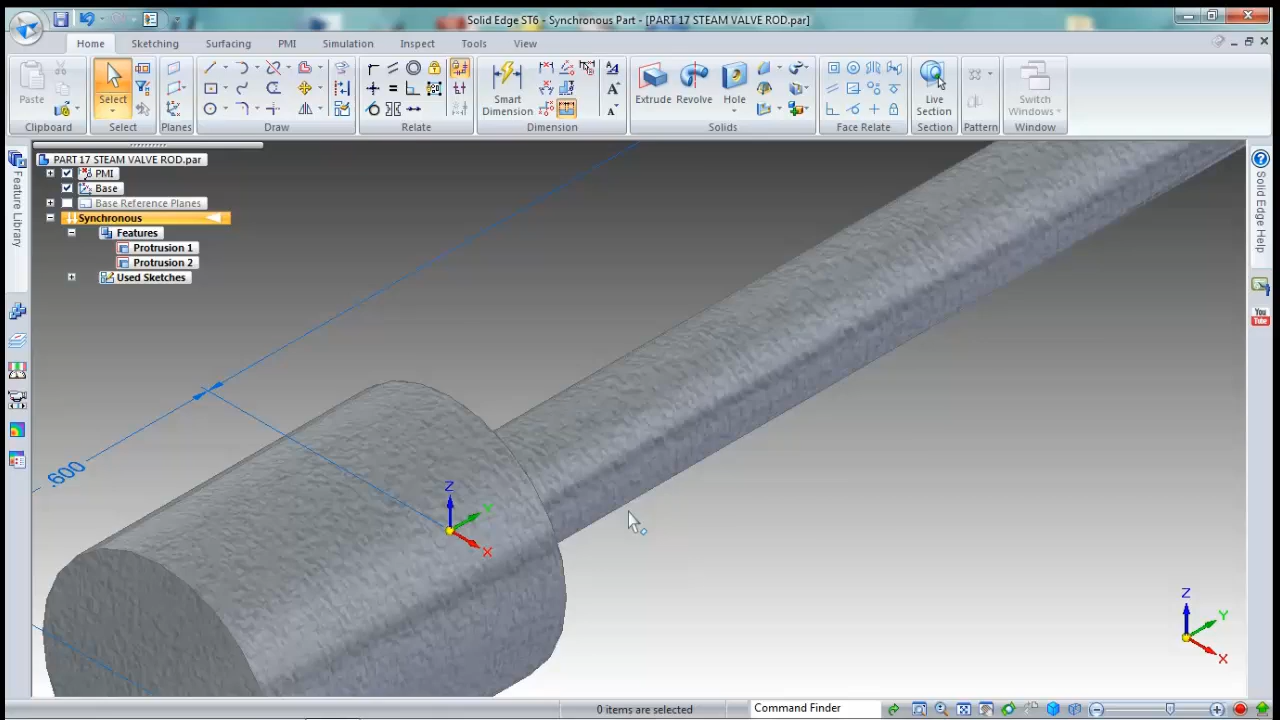 Solid Edge ST6 - Synchronous Part - [PART 17 STEAM VALVE ROD.par]
Home Sketching Surfacing PMI Simulation Inspect Tools View
Paste Select Smart Dimension Extrude Revolve Hole Live Section Switch Windows
Clipboard Select Planes Draw Relate Dimension Solids Face Relate Section Pattern Window
PART 17 STEAM VALVE ROD.par
PMI
Base
Base Reference Planes
Synchronous
Features
Protrusion 1
Protrusion 2
Used Sketches
Feature Library
Solid Edge Help
You Tube
.600
Z
Y
X
Z
Y
X
0 items are selected Command Finder